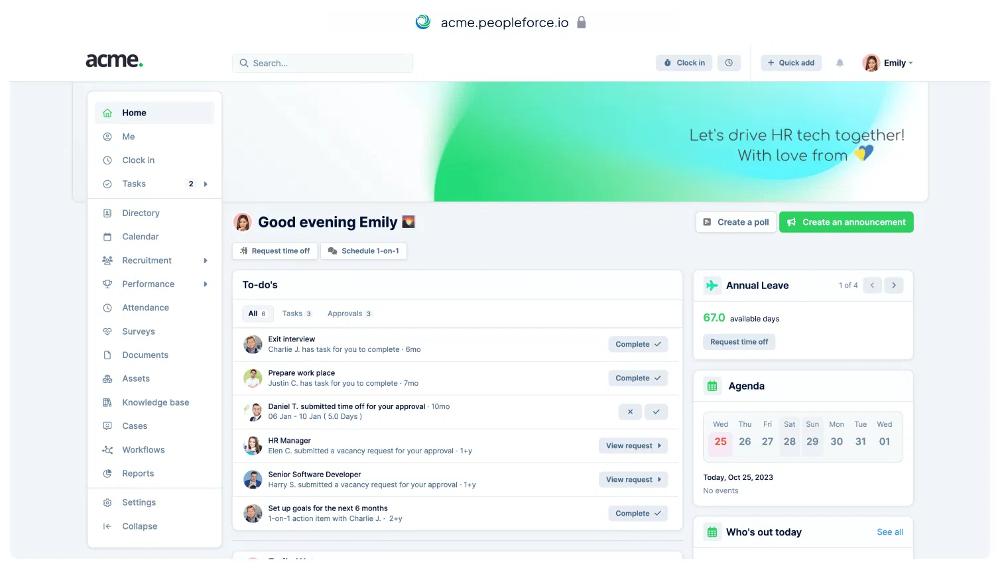 acme.peopleforce.io
acme.
Search...
Clock in
Quick add
Emily
Let's drive HR tech together!
With love from
Home
Me
Clock in
Tasks 2
Directory
Calendar
Recruitment
Performance
Attendance
Surveys
Documents
Assets
Knowledge base
Cases
Workflows
Reports
Settings
Collapse
Good evening Emily
Create a poll
Create an announcement
Request time off
Schedule 1-on-1
To-do's
All 6
Tasks 3
Approvals 3
Exit interview
Charlie J. has task for you to complete · 6mo
Complete
Prepare work place
Justin C. has task for you to complete · 7mo
Complete
Daniel T. submitted time off for your approval · 10mo
06 Jan - 10 Jan ( 5.0 Days )
HR Manager
Elen C. submitted a vacancy request for your approval · 1+y
View request
Senior Software Developer
Harry S. submitted a vacancy request for your approval · 1+y
View request
Set up goals for the next 6 months
1-on-1 action item with Charlie J. · 2+y
Complete
Annual Leave
1 of 4
67.0 available days
Request time off
Agenda
Wed Thu Fri Sat Sun Mon Tue Wed
25 26 27 28 29 30 31 01
Today, Oct 25, 2023
No events
Who's out today
See all